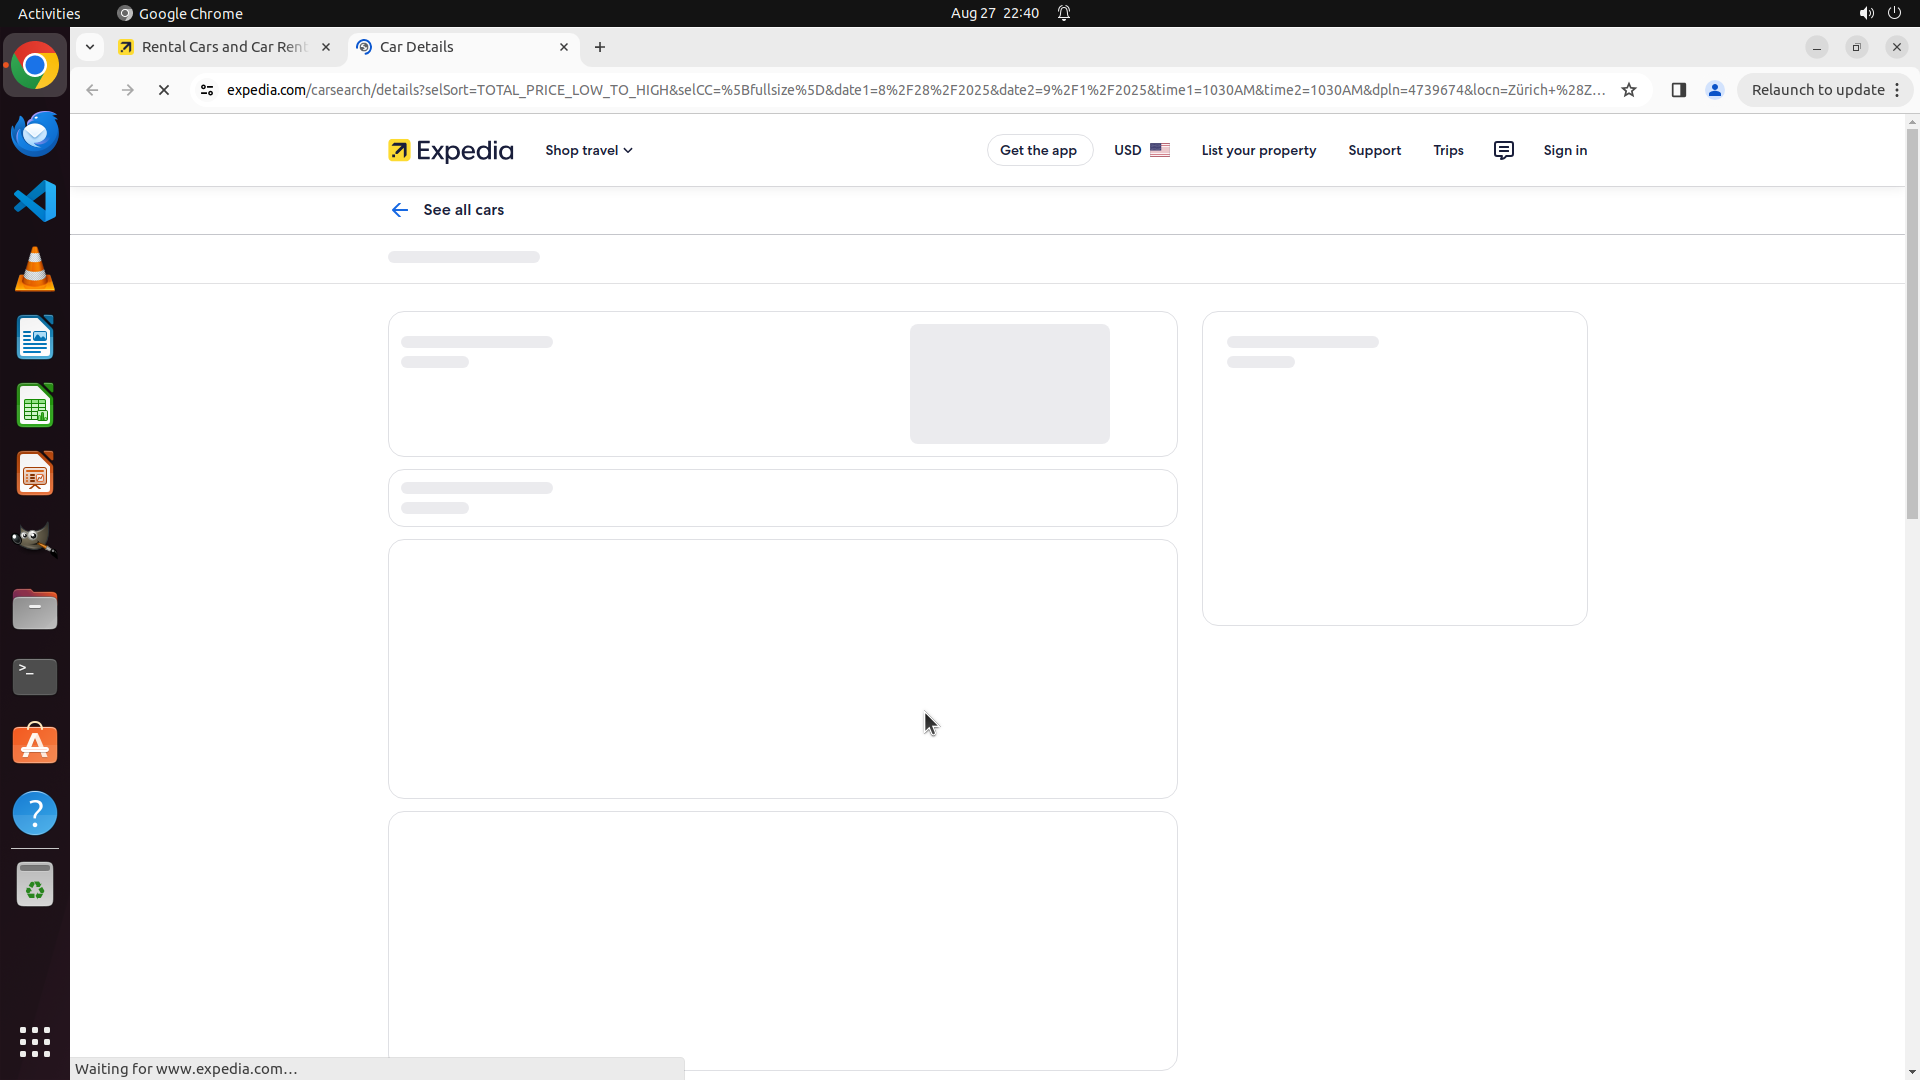 Activities
Google Chrome
Aug 27 22:40
Rental Cars and Car Rent
Car Details
expedia.com/carsearch/details?selSort=TOTAL_PRICE_LOW_TO_HIGH&selCC=%5Bfullsize%5D&date1=8%2F28%2F2025&date2=9%2F1%2F2025&time1=1030AM&time2=1030AM&dpln=4739674&locn=Zürich+%28Z...
Relaunch to update
Expedia
Shop travel
Get the app
USD
List your property
Support
Trips
Sign in
See all cars
Waiting for www.expedia.com...